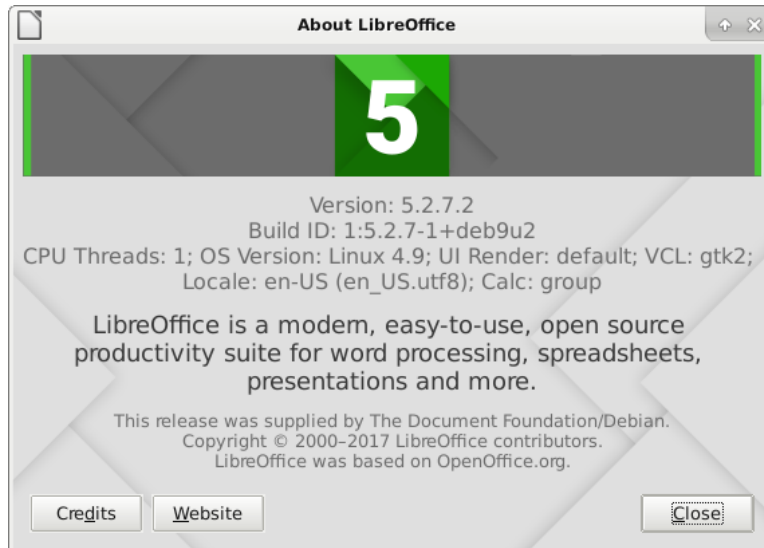 About LibreOffice
5
Version: 5.2.7.2
Build ID: 1:5.2.7-1+deb9u2
CPU Threads: 1; OS Version: Linux 4.9; UI Render: default; VCL: gtk2;
Locale: en-US (en_US.utf8); Calc: group
LibreOffice is a modern, easy-to-use, open source
productivity suite for word processing, spreadsheets,
presentations and more.
This release was supplied by The Document Foundation/Debian.
Copyright © 2000–2017 LibreOffice contributors.
LibreOffice was based on OpenOffice.org.
Credits Website Close